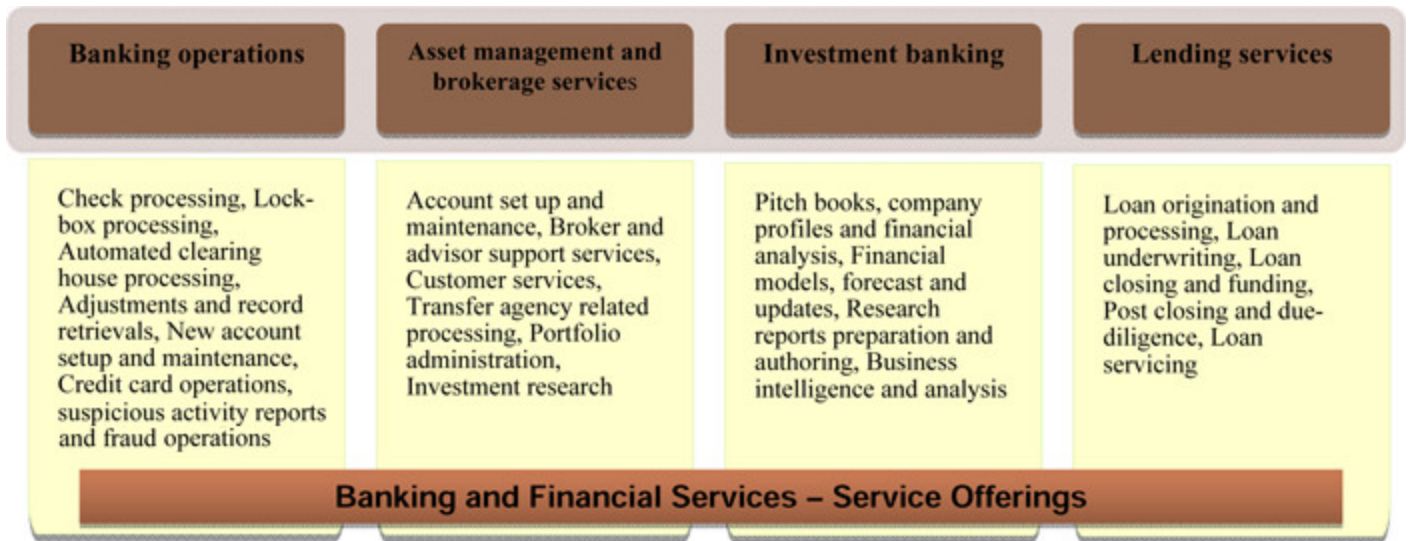 Banking operations
Check processing, Lock-
box processing,
Automated clearing
house processing,
Adjustments and record
retrievals, New account
setup and maintenance,
Credit card operations,
suspicious activity reports
and fraud operations
Asset management and
brokerage services
Account set up and
maintenance, Broker and
advisor support services,
Customer services,
Transfer agency related
processing, Portfolio
administration,
Investment research
Investment banking
Pitch books, company
profiles and financial
analysis, Financial
models, forecast and
updates, Research
reports preparation and
authoring, Business
intelligence and analysis
Lending services
Loan origination and
processing, Loan
underwriting, Loan
closing and funding,
Post closing and due-
diligence, Loan
servicing
Banking and Financial Services – Service Offerings